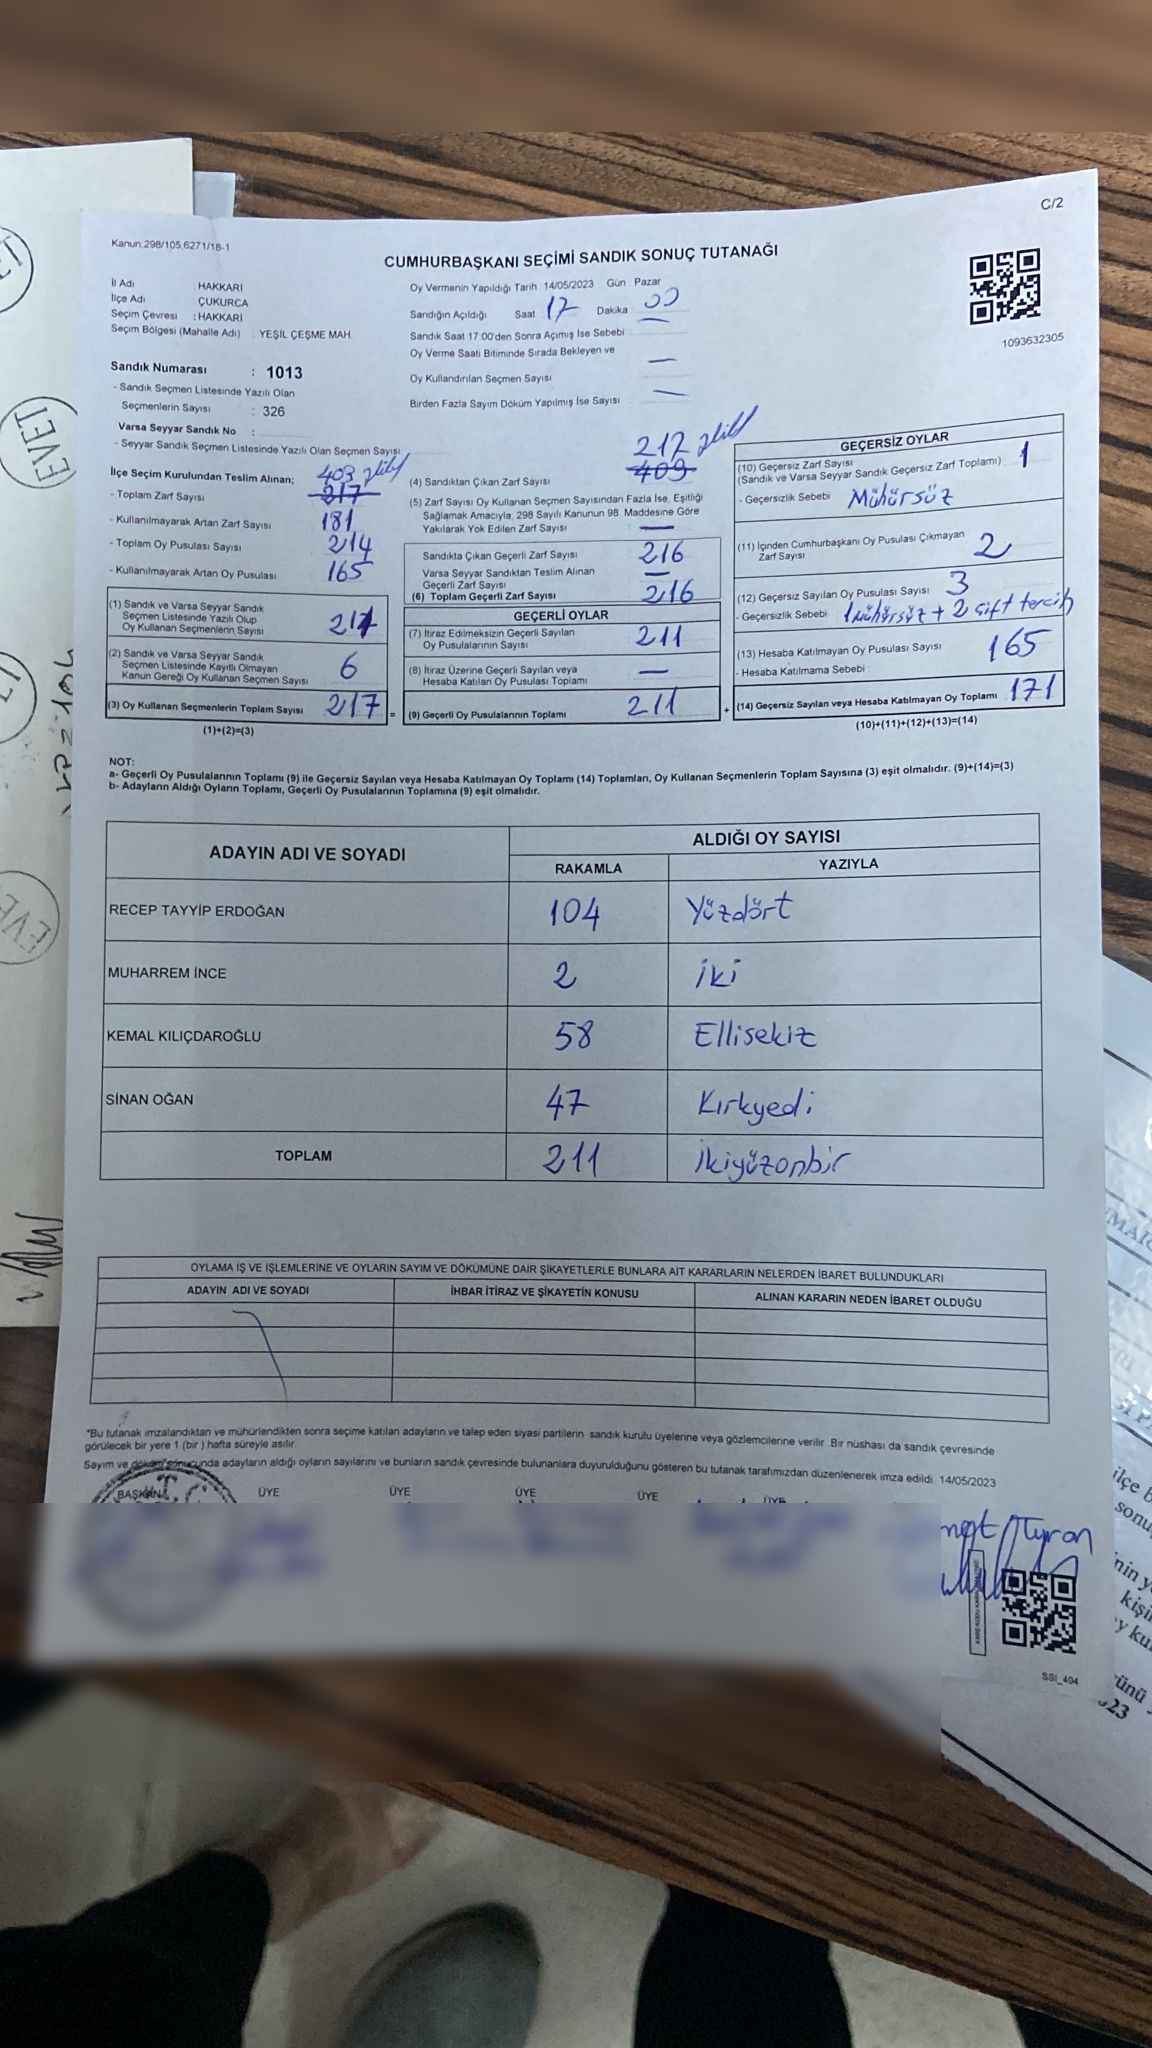 C/2
Kanun:298/105,6271/18-1
CUMHURBAŞKANI SEÇİMİ SANDIK SONUÇ TUTANAĞI
İl Adı HAKKARİ
İlçe Adı ÇUKURCA
Seçim Çevresi : HAKKARİ
Seçim Bölgesi (Mahalle Adı) : YEŞİL ÇEŞME MAH.
Sandık Numarası : 1013
- Sandık Seçmen Listesinde Yazılı Olan
Seçmenlerin Sayısı : 326
Varsa Seyyar Sandık No :
- Seyyar Sandık Seçmen Listesinde Yazılı Olan Seçmen Sayısı
Oy Vermenin Yapıldığı Tarih 14/05/2023 Gün Pazar
Sandığın Açıldığı Saat 17 Dakika 00
Sandık Saat 17:00'den Sonra Açımış İse Sebebi —
Oy Verme Saati Bitiminde Sırada Bekleyen ve
Oy Kullandırılan Seçmen Sayısı —
Birden Fazla Sayım Döküm Yapılmış İse Sayısı —
1093632305
İlçe Seçim Kurulundan Teslim Alınan; 403
- Toplam Zarf Sayısı 217
- Kullanılmayarak Artan Zarf Sayısı 181
- Toplam Oy Pusulası Sayısı 214
- Kullanılmayarak Artan Oy Pusulası 165
(1) Sandık ve Varsa Seyyar Sandık
Seçmen Listesinde Yazılı Olup
Oy Kullanan Seçmenlerin Sayısı 211
(2) Sandık ve Varsa Seyyar Sandık
Seçmen Listesinde Kayıtlı Olmayan
Kanun Gereği Oy Kullanan Seçmen Sayısı 6
(3) Oy Kullanan Seçmenlerin Toplam Sayısı 217 =
(1)+(2)=(3)
217
(4) Sandıktan Çıkan Zarf Sayısı 409
(5) Zarf Sayısı Oy Kullanan Seçmen Sayısından Fazla İse, Eşitliği
Sağlamak Amacıyla, 298 Sayılı Kanunun 98. Maddesine Göre
Yakılarak Yok Edilen Zarf Sayısı —
Sandıkta Çıkan Geçerli Zarf Sayısı 216
Varsa Seyyar Sandıktan Teslim Alınan
Geçerli Zarf Sayısı —
(6) Toplam Geçerli Zarf Sayısı 216
GEÇERLİ OYLAR
(7) İtiraz Edilmeksizin Geçerli Sayılan
Oy Pusulalarının Sayısı 211
(8) İtiraz Üzerine Geçerli Sayılan veya
Hesaba Katılan Oy Pusulası Toplamı —
(9) Geçerli Oy Pusulalarının Toplamı 211 +
GEÇERSİZ OYLAR
(10) Geçersiz Zarf Sayısı
(Sandık ve Varsa Seyyar Sandık Geçersiz Zarf Toplamı) 1
- Geçersizlik Sebebi Mühürsüz
(11) İçinden Cumhurbaşkanı Oy Pusulası Çıkmayan
Zarf Sayısı 2
(12) Geçersiz Sayılan Oy Pusulası Sayısı 3
- Geçersizlik Sebebi 1 Mühürsüz + 2 çift tercih
(13) Hesaba Katılmayan Oy Pusulası Sayısı 165
- Hesaba Katılmama Sebebi :
(14) Geçersiz Sayılan veya Hesaba Katılmayan Oy Toplamı 171
(10)+(11)+(12)+(13)=(14)
NOT:
a- Geçerli Oy Pusulalarının Toplamı (9) ile Geçersiz Sayılan veya Hesaba Katılmayan Oy Toplamı (14) Toplamları, Oy Kullanan Seçmenlerin Toplam Sayısına (3) eşit olmalıdır. (9)+(14)=(3)
b- Adayların Aldığı Oyların Toplamı, Geçerli Oy Pusulalarının Toplamına (9) eşit olmalıdır.
ADAYIN ADI VE SOYADI ALDIĞI OY SAYISI
RAKAMLA YAZIYLA
RECEP TAYYİP ERDOĞAN 104 Yüzdört
MUHARREM İNCE 2 iki
KEMAL KILIÇDAROĞLU 58 Ellisekiz
SİNAN OĞAN 47 Kırkyedi
TOPLAM 211 ikiyüzonbir
OYLAMA İŞ VE İŞLEMLERİNE VE OYLARIN SAYIM VE DÖKÜMÜNE DAİR ŞİKAYETLERLE BUNLARA AİT KARARLARIN NELERDEN İBARET BULUNDUKLARI
ADAYIN ADI VE SOYADI İHBAR İTİRAZ VE ŞİKAYETİN KONUSU ALINAN KARARIN NEDEN İBARET OLDUĞU
*Bu tutanak imzalandıktan ve mühürlendikten sonra seçime katılan adayların ve talep eden siyasi partilerin sandık kurulu üyelerine veya gözlemcilerine verilir. Bir nüshası da sandık çevresinde
görülecek bir yere 1 (bir ) hafta süreyle asılır.
Sayım ve döküm sonucunda adayların aldığı oyların sayılarını ve bunların sandık çevresinde bulunanlara duyurulduğunu gösteren bu tutanak tarafımızdan düzenlenerek imza edildi. 14/05/2023
BAŞKAN ÜYE ÜYE ÜYE ÜYE ÜYE
SSI_404
EVET